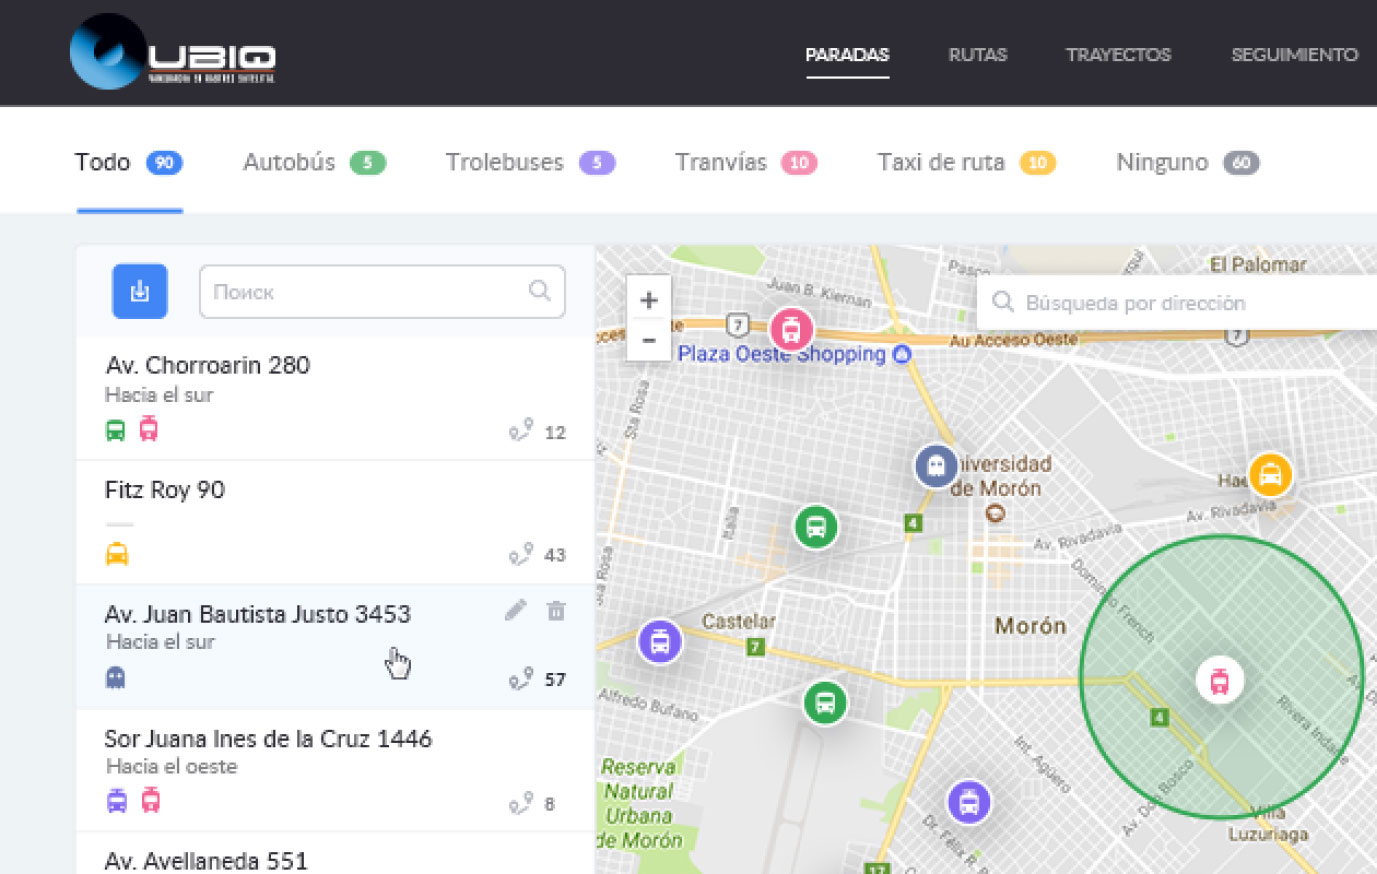 UBIQ
PARADAS
RUTAS
TRAYECTOS
SEGUIMIENTO
Todo 90
Autobús 5
Trolebuses 5
Tranvías 10
Taxi de ruta 10
Ninguno 60
Поиск
Av. Chorroarin 280
Hacia el sur
12
Fitz Roy 90
43
Av. Juan Bautista Justo 3453
Hacia el sur
57
Sor Juana Ines de la Cruz 1446
Hacia el oeste
8
Av. Avellaneda 551
+
−
Búsqueda por dirección
El Palomar
Juan B. Kiernan
7
Plaza Oeste Shopping
Au Acceso Oeste
7
Sta Rosa
Italia
niversidad
de Morón
Hae
Av. Rivadavia
Av. Rivadavia
4
Domingo French
Castelar
7
Morón
Alfredo Bufano
4
Rivera Indarte
Int. Agüero
Av. Don Bosco
Reserva
Natural
Urbana
de Morón
Villa
Luzuriaga
Dr. Félix R.
17